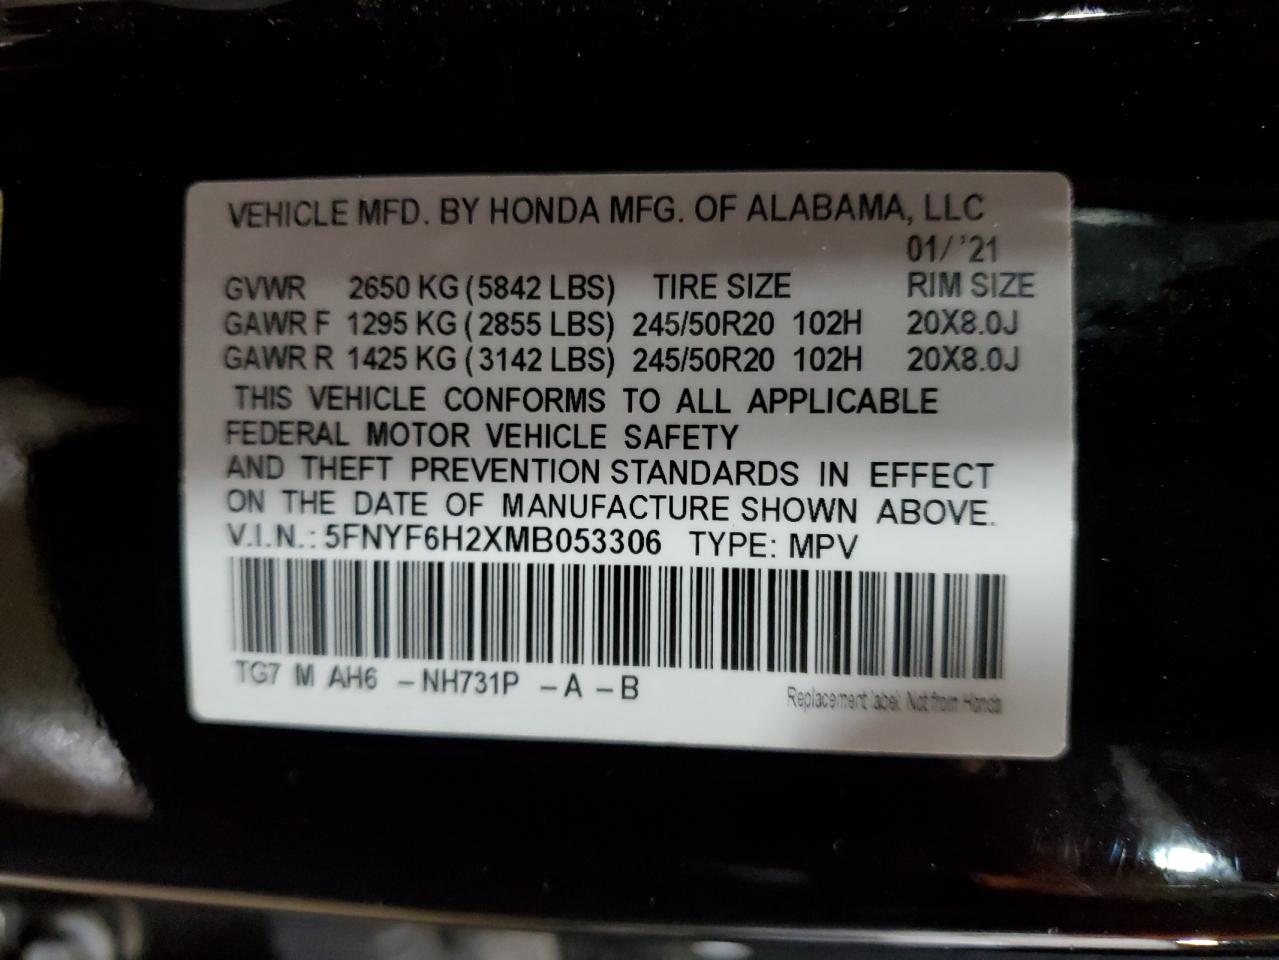 VEHICLE MFD. BY HONDA MFG. OF ALABAMA, LLC
01/ '21
GVWR 2650 KG (5842 LBS) TIRE SIZE RIM SIZE
GAWR F 1295 KG (2855 LBS) 245/50R20 102H 20X8.0J
GAWR R 1425 KG (3142 LBS) 245/50R20 102H 20X8.0J
THIS VEHICLE CONFORMS TO ALL APPLICABLE
FEDERAL MOTOR VEHICLE SAFETY
AND THEFT PREVENTION STANDARDS IN EFFECT
ON THE DATE OF MANUFACTURE SHOWN ABOVE.
V.I.N.: 5FNYF6H2XMB053306 TYPE: MPV
TG7 M AH6 -NH731P -A -B
Replacement label: Not from Honda